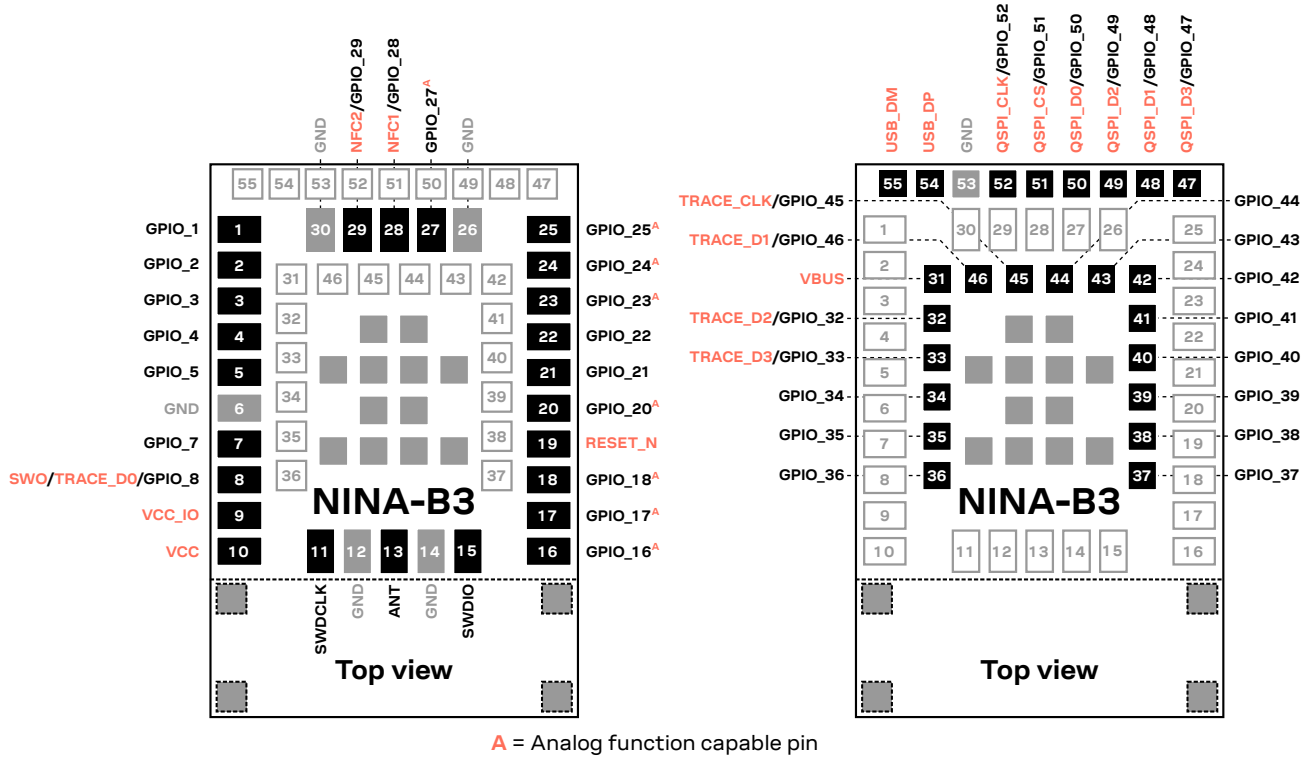 GND
NFC2/GPIO_29
NFC1/GPIO_28
GPIO_27A
GND
55 54 53 52 51 50 49 48 47
30 29 28 27 26
GPIO_1 1 25 GPIO_25A
GPIO_2 2 24 GPIO_24A
31 46 45 44 43 42
GPIO_3 3 23 GPIO_23A
32 41
GPIO_4 4 22 GPIO_22
33 40
GPIO_5 5 21 GPIO_21
34 39
GND 6 20 GPIO_20A
35 38
GPIO_7 7 19 RESET_N
36 37
SWO/TRACE_D0/GPIO_8 8 18 GPIO_18A
NINA-B3
VCC_IO 9 17 GPIO_17A
VCC 10 16 GPIO_16A
11 12 13 14 15
SWDCLK
GND
ANT
GND
SWDIO
Top view
USB_DM
USB_DP
GND
QSPI_CLK/GPIO_52
QSPI_CS/GPIO_51
QSPI_D0/GPIO_50
QSPI_D2/GPIO_49
QSPI_D1/GPIO_48
QSPI_D3/GPIO_47
55 54 53 52 51 50 49 48 47
TRACE_CLK/GPIO_45 GPIO_44
1 30 29 28 27 26 25
TRACE_D1/GPIO_46 GPIO_43
2 24
VBUS 31 46 45 44 43 42 GPIO_42
3 23
TRACE_D2/GPIO_32 32 41 GPIO_41
4 22
TRACE_D3/GPIO_33 33 40 GPIO_40
5 21
GPIO_34 34 39 GPIO_39
6 20
GPIO_35 35 38 GPIO_38
7 19
GPIO_36 36 37 GPIO_37
8 18
NINA-B3
9 17
10 11 12 13 14 15 16
Top view
A = Analog function capable pin